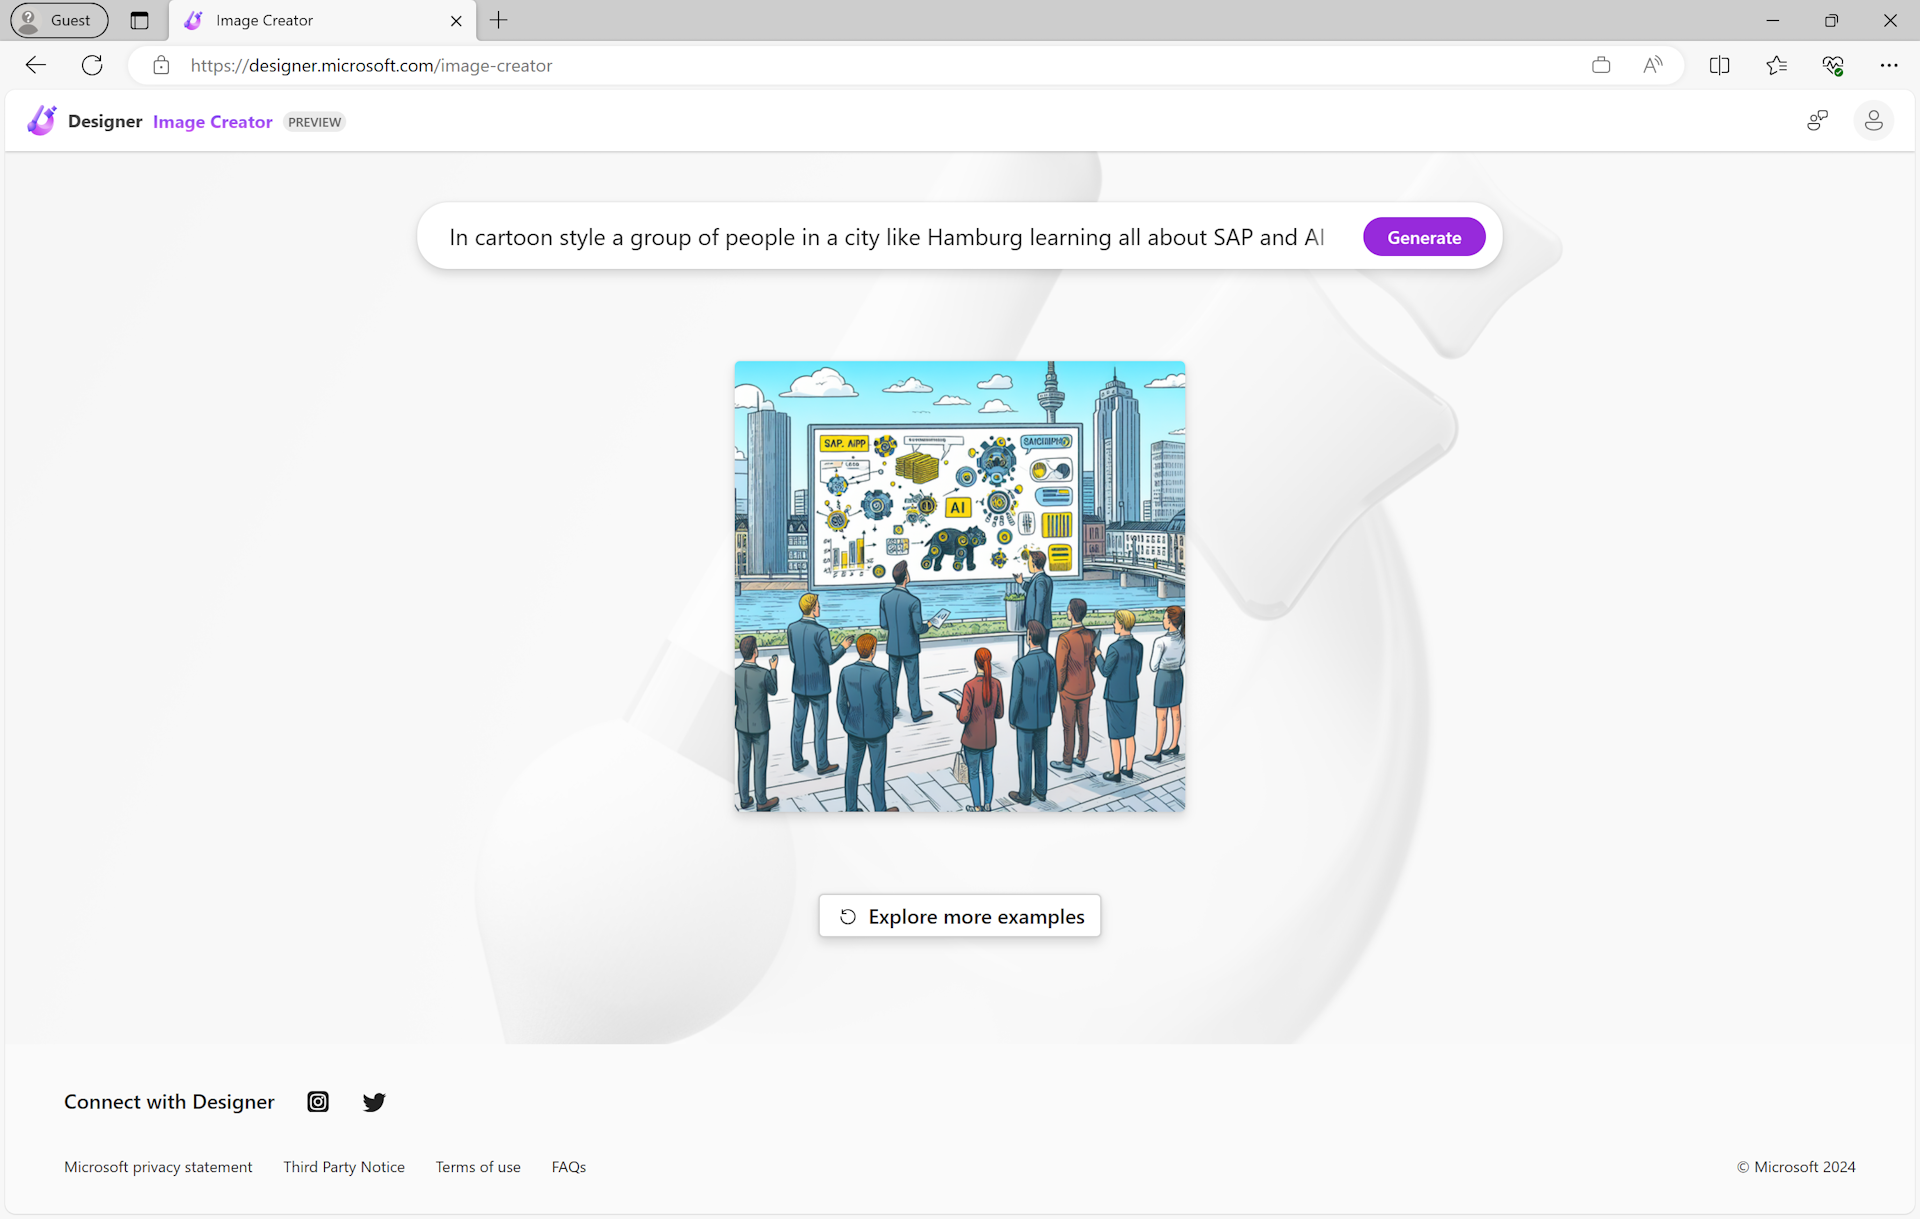 Guest
Image Creator
https://designer.microsoft.com/image-creator
Designer Image Creator PREVIEW
In cartoon style a group of people in a city like Hamburg learning all about SAP and AI
Generate
SAP. AIPP
AI
Explore more examples
Connect with Designer
Microsoft privacy statement Third Party Notice Terms of use FAQs
© Microsoft 2024